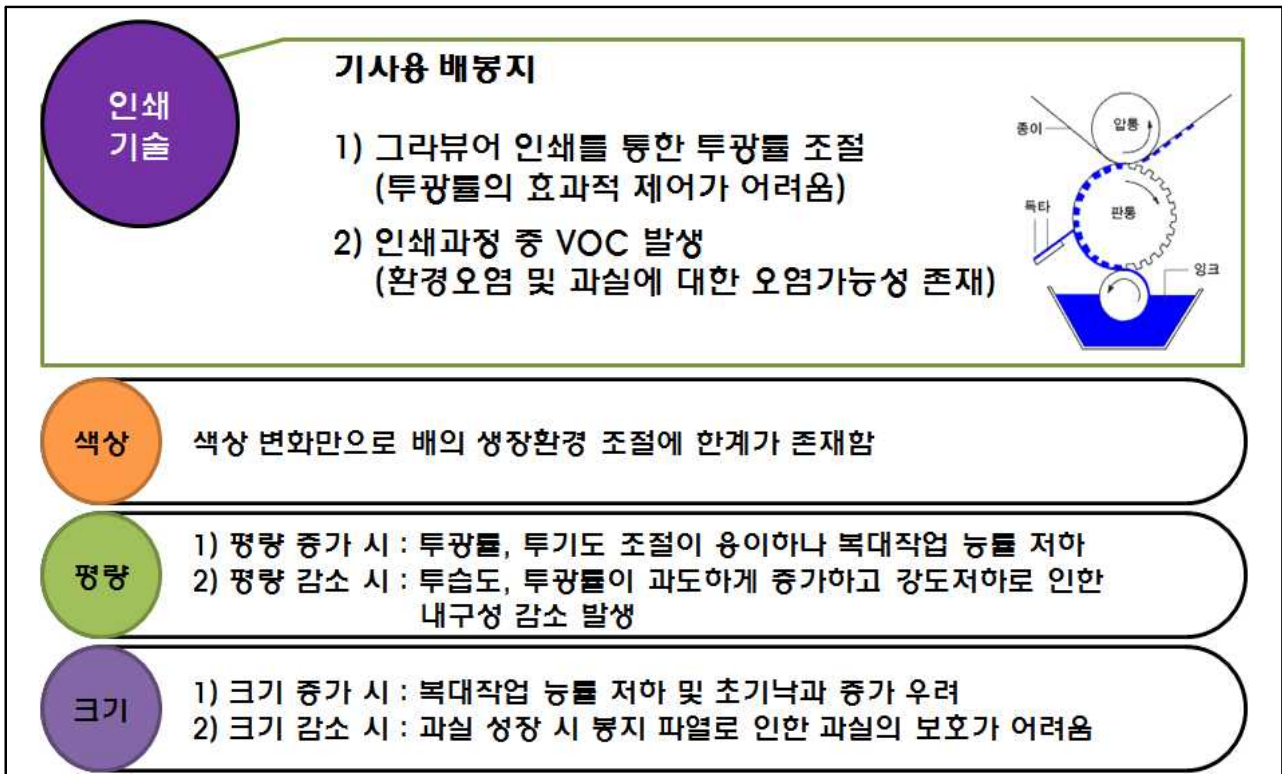 인쇄
기술
기사용 배봉지
1) 그라뷰어 인쇄를 통한 투광률 조절
(투광률의 효과적 제어가 어려움)
2) 인쇄과정 중 VOC 발생
(환경오염 및 과실에 대한 오염가능성 존재)
종이
압통
독타
판통
잉크
색상
색상 변화만으로 배의 생장환경 조절에 한계가 존재함
평량
1) 평량 증가 시 : 투광률, 투기도 조절이 용이하나 복대작업 능률 저하
2) 평량 감소 시 : 투습도, 투광률이 과도하게 증가하고 강도저하로 인한
내구성 감소 발생
크기
1) 크기 증가 시 : 복대작업 능률 저하 및 초기낙과 증가 우려
2) 크기 감소 시 : 과실 성장 시 봉지 파열로 인한 과실의 보호가 어려움